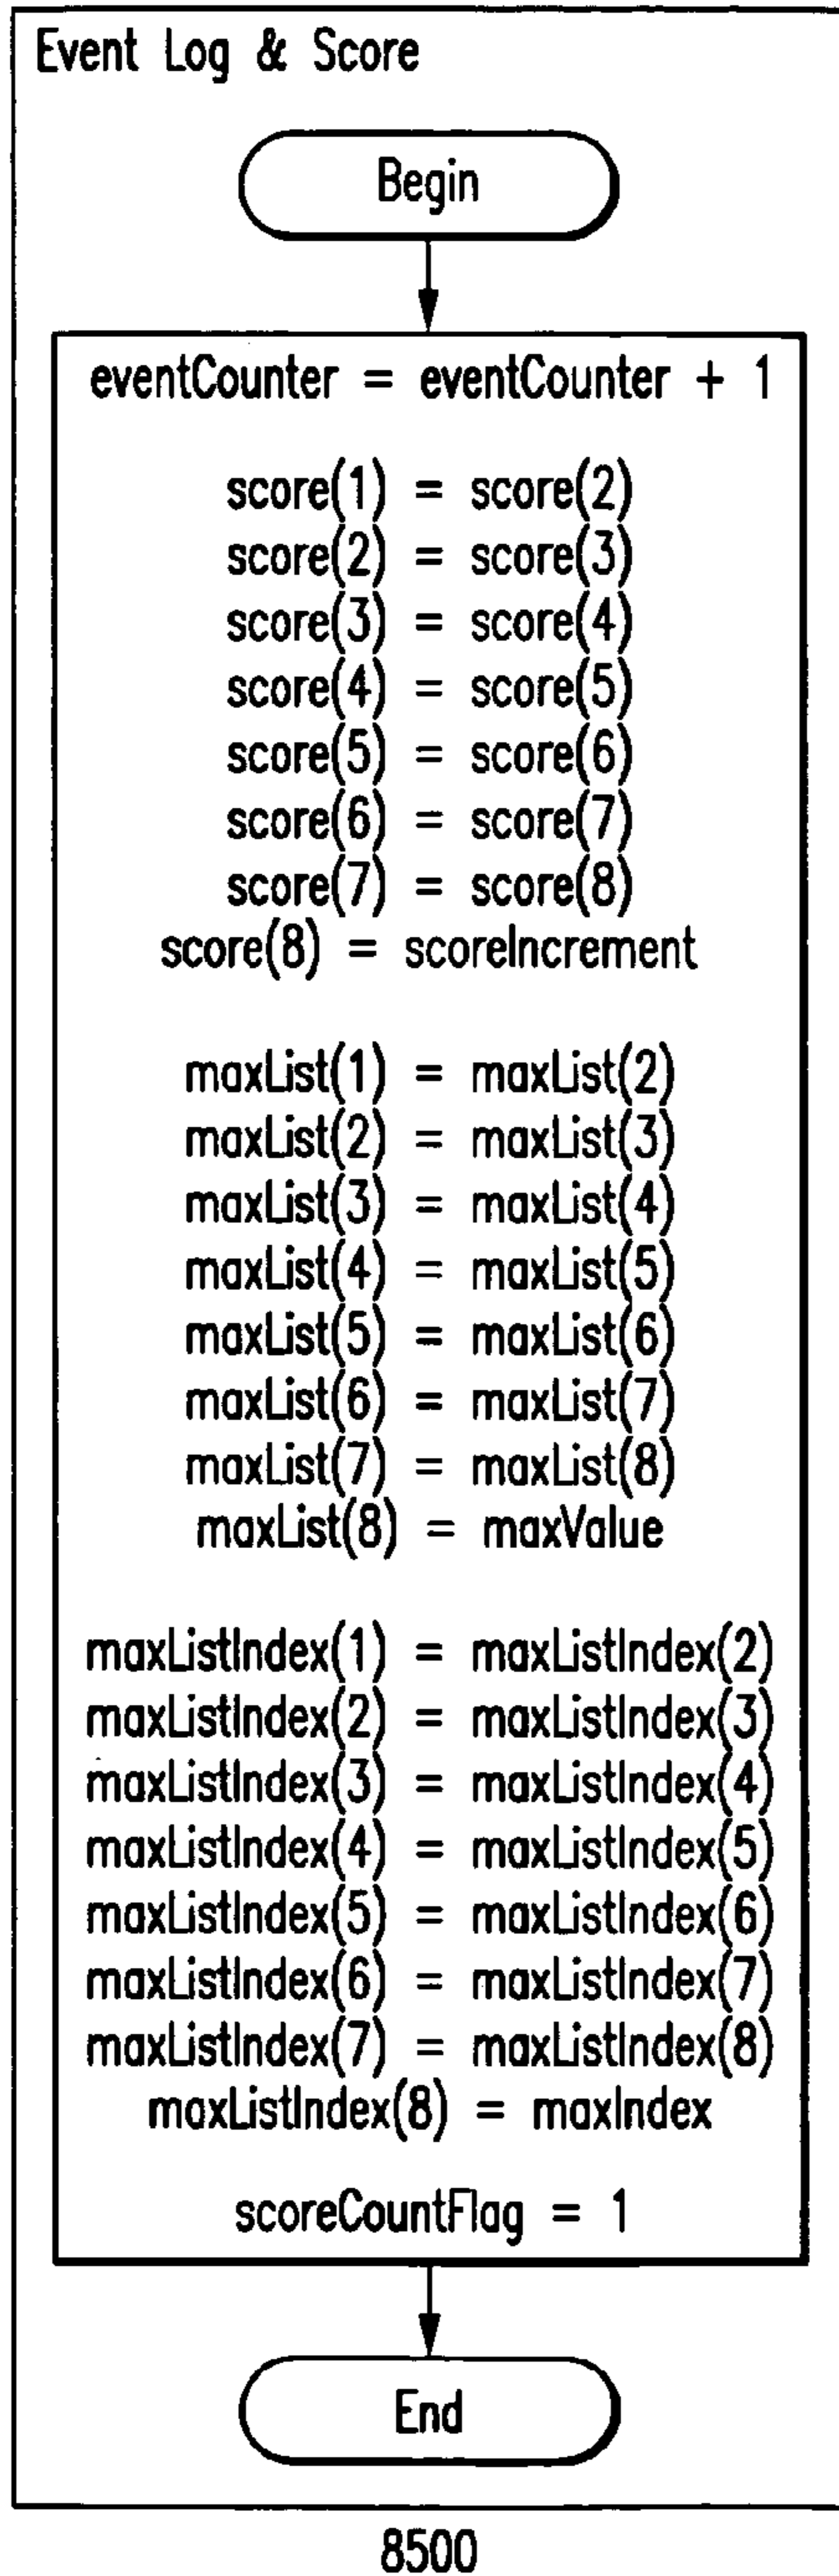 Event Log & Score
Begin
eventCounter = eventCounter + 1
score(1) = score(2)
score(2) = score(3)
score(3) = score(4)
score(4) = score(5)
score(5) = score(6)
score(6) = score(7)
score(7) = score(8)
score(8) = scoreIncrement
maxList(1) = maxList(2)
maxList(2) = maxList(3)
maxList(3) = maxList(4)
maxList(4) = maxList(5)
maxList(5) = maxList(6)
maxList(6) = maxList(7)
maxList(7) = maxList(8)
maxList(8) = maxValue
maxListIndex(1) = maxListIndex(2)
maxListIndex(2) = maxListIndex(3)
maxListIndex(3) = maxListIndex(4)
maxListIndex(4) = maxListIndex(5)
maxListIndex(5) = maxListIndex(6)
maxListIndex(6) = maxListIndex(7)
maxListIndex(7) = maxListIndex(8)
maxListIndex(8) = maxIndex
scoreCountFlag = 1
End
8500